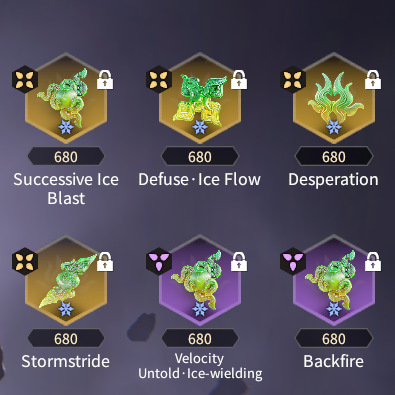 680
680
680
Successive Ice
Blast
Defuse·Ice Flow
Desperation
680
680
680
Stormstride
Velocity
Untold·Ice-wielding
Backfire